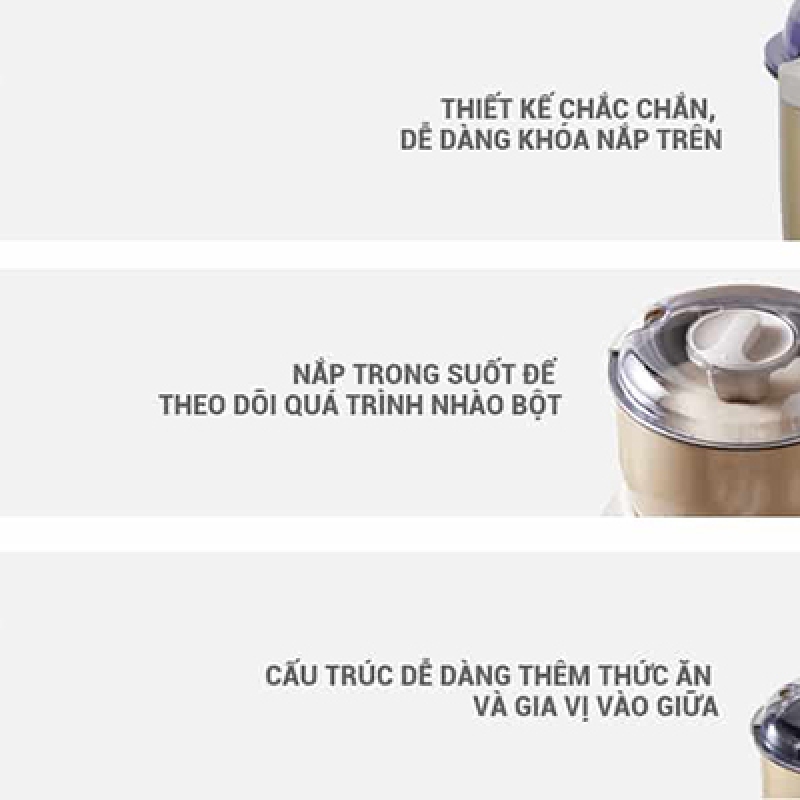 THIẾT KẾ CHẮC CHẮN,
DỄ DÀNG KHÓA NẮP TRÊN
NẮP TRONG SUỐT ĐỂ
THEO DÕI QUÁ TRÌNH NHÀO BỘT
CẤU TRÚC DỄ DÀNG THÊM THỨC ĂN
VÀ GIA VỊ VÀO GIỮA